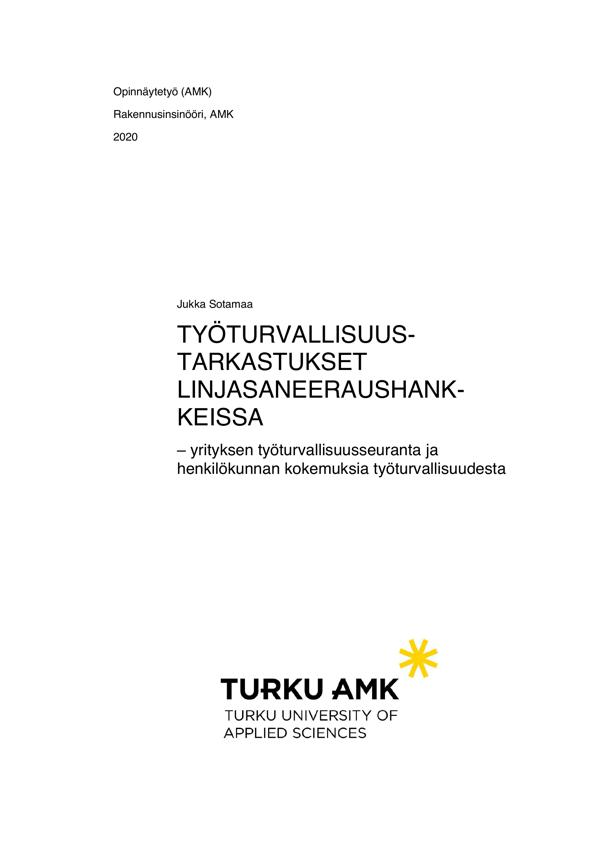 Opinnäytetyö (AMK)
Rakennusinsinööri, AMK
2020
Jukka Sotamaa
TYÖTURVALLISUUS-
TARKASTUKSET
LINJASANEERAUSHANK-
KEISSA
– yrityksen työturvallisuusseuranta ja
henkilökunnan kokemuksia työturvallisuudesta
TURKU AMK
TURKU UNIVERSITY OF
APPLIED SCIENCES